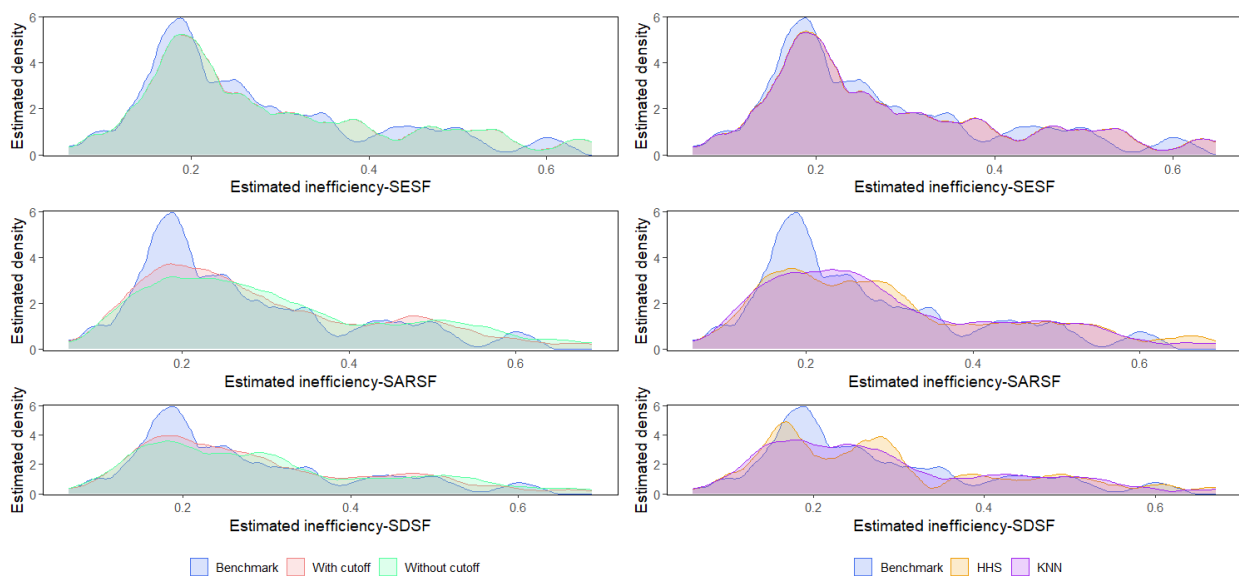 6
4
2
0
Estimated density
0.2 0.4 0.6
Estimated inefficiency-SESF
6
4
2
0
Estimated density
0.2 0.4 0.6
Estimated inefficiency-SESF
6
4
2
0
Estimated density
0.2 0.4 0.6
Estimated inefficiency-SARSF
6
4
2
0
Estimated density
0.2 0.4 0.6
Estimated inefficiency-SARSF
6
4
2
0
Estimated density
0.2 0.4 0.6
Estimated inefficiency-SDSF
6
4
2
0
Estimated density
0.2 0.4 0.6
Estimated inefficiency-SDSF
Benchmark With cutoff Without cutoff
Benchmark HHS KNN